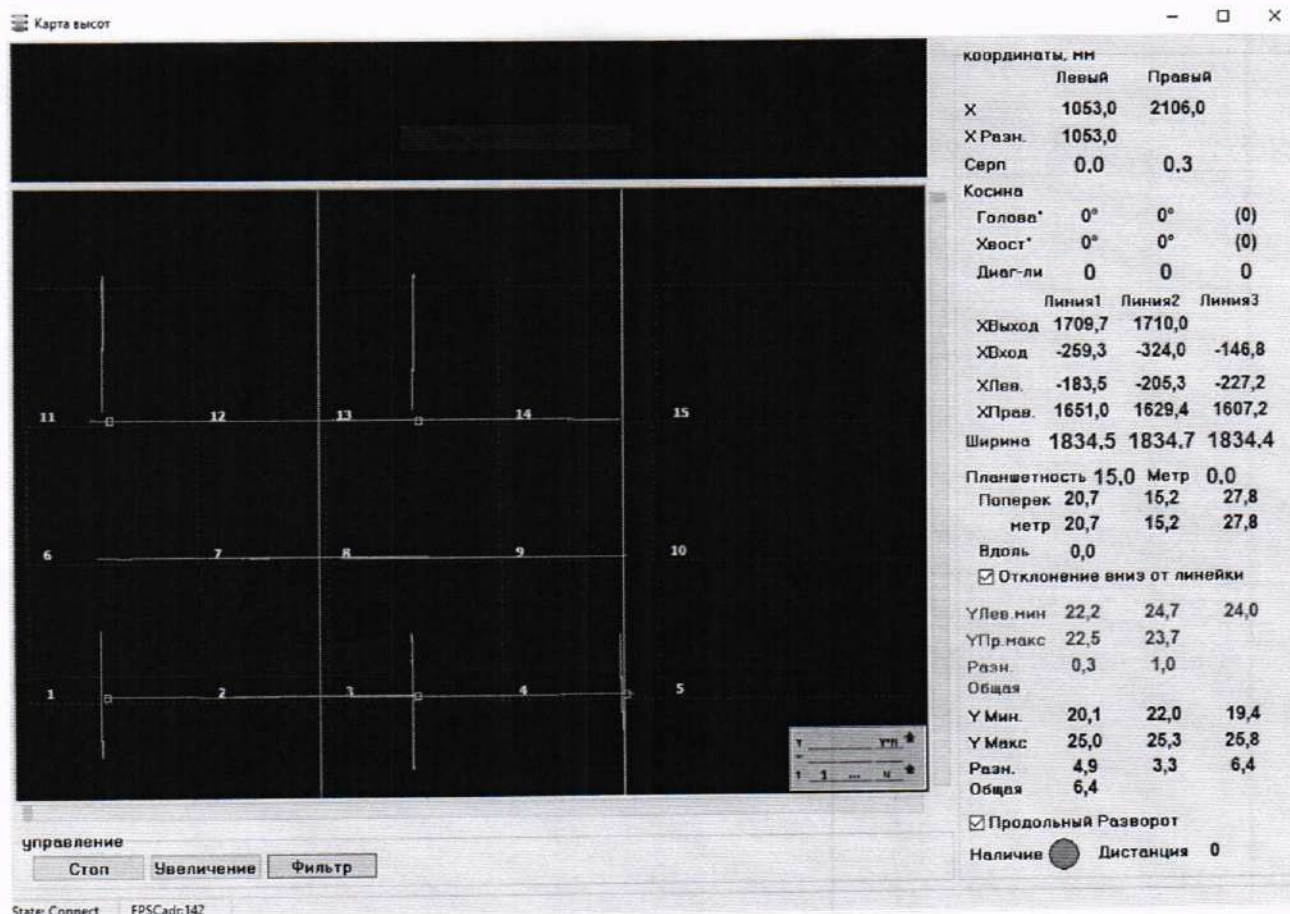 Карта высот
координаты, мм
Левый Правый
X 1053,0 2106,0
X Разн. 1053,0
Серп 0,0 0,3
Косина
Голова* 0° 0° (0)
Хвост* 0° 0° (0)
Диаг-ли 0 0 0
Линия1 Линия2 Линия3
XВыход 1709,7 1710,0
XВход -259,3 -324,0 -146,8
XЛев. -183,5 -205,3 -227,2
XПрав. 1651,0 1629,4 1607,2
Ширина 1834,5 1834,7 1834,4
Планшетность 15,0 Метр 0,0
Поперек 20,7 15,2 27,8
метр 20,7 15,2 27,8
Вдоль 0,0
Отклонение вниз от линейки
YЛев.мин 22,2 24,7 24,0
YПр.макс 22,5 23,7
Разн. 0,3 1,0
Общая
Y Мин. 20,1 22,0 19,4
Y Макс 25,0 25,3 25,8
Разн. 4,9 3,3 6,4
Общая 6,4
Продольный Разворот
Наличие Дистанция 0
11 12 13 14 15
6 7 8 9 10
1 2 3 4 5
управление
Стоп Увеличение Фильтр
State: Connect FPSCadr:142